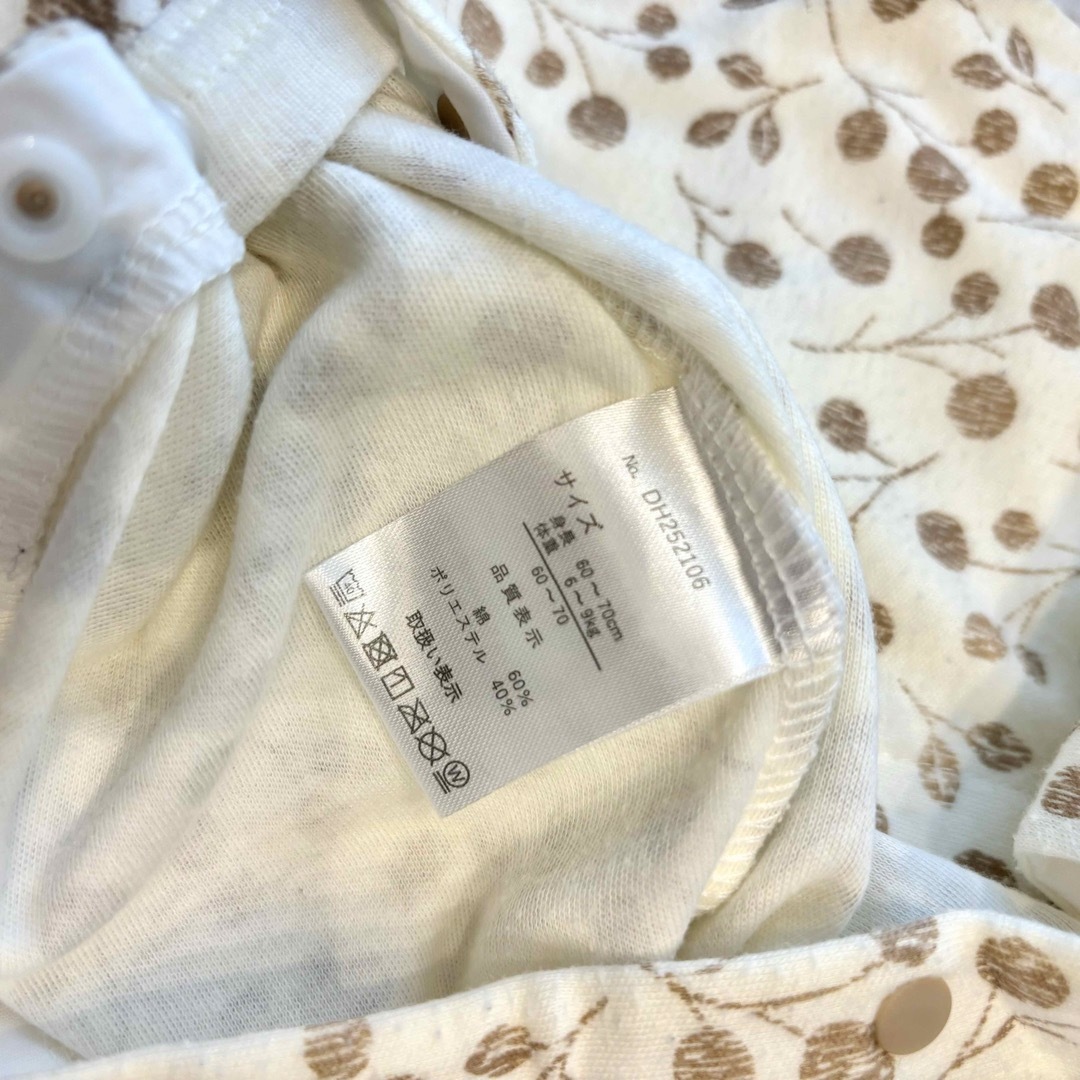 No. DH252106
サイズ
身長 60～70cm
体重 6～9kg
60～70
品質表示
綿 60%
ポリエステル 40%
取扱い表示
40
W